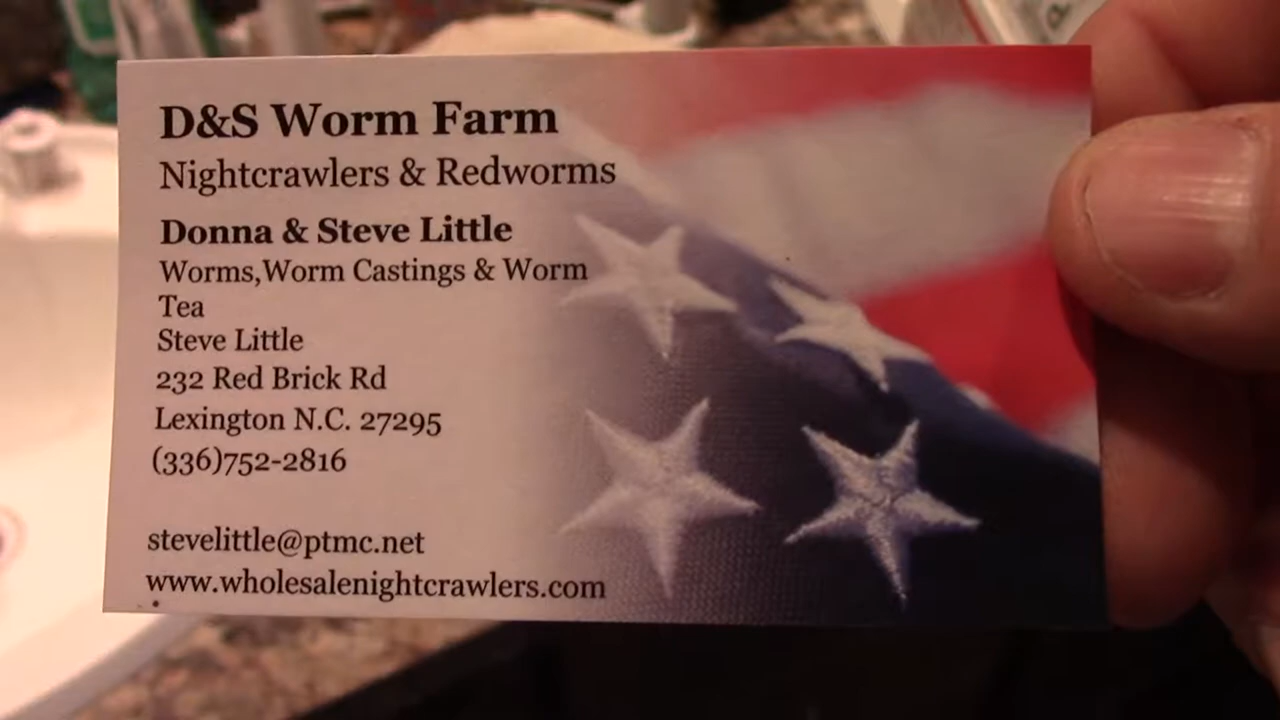 D&S Worm Farm
Nightcrawlers & Redworms
Donna & Steve Little
Worms,Worm Castings & Worm
Tea
Steve Little
232 Red Brick Rd
Lexington N.C. 27295
(336)752-2816
stevelittle@ptmc.net
www.wholesalenightcrawlers.com